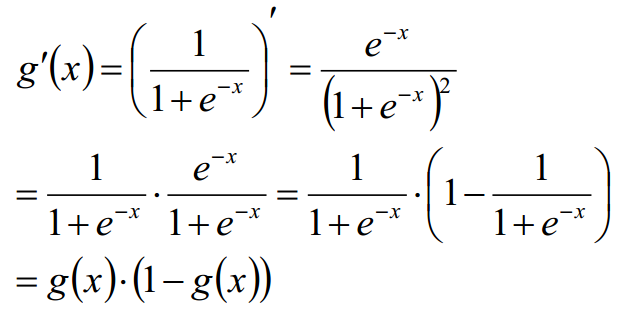 g′(x) = (1 / (1 + e^{-x}))′ = e^{-x} / (1 + e^{-x})^2
= 1 / (1 + e^{-x}) · e^{-x} / (1 + e^{-x}) = 1 / (1 + e^{-x}) · (1 − 1 / (1 + e^{-x}))
= g(x) · (1 − g(x))